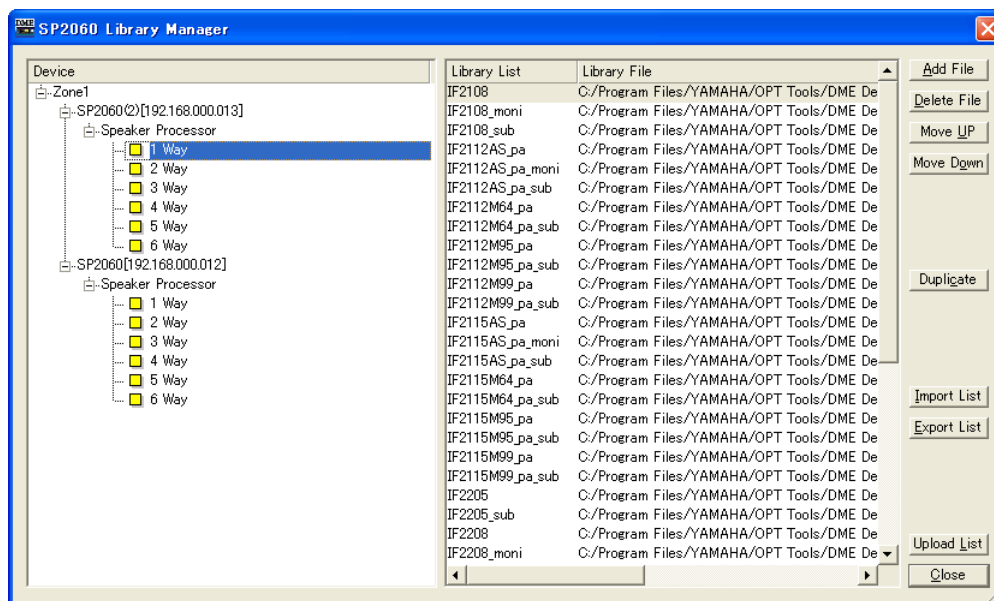 DME
SP2060 Library Manager
Device
Zone1
SP2060(2)[192.168.000.013]
Speaker Processor
1 Way
2 Way
3 Way
4 Way
5 Way
6 Way
SP2060[192.168.000.012]
Speaker Processor
1 Way
2 Way
3 Way
4 Way
5 Way
6 Way
Library List Library File
IF2108 C:/Program Files/YAMAHA/OPT Tools/DME De
IF2108_moni C:/Program Files/YAMAHA/OPT Tools/DME De
IF2108_sub C:/Program Files/YAMAHA/OPT Tools/DME De
IF2112AS_pa C:/Program Files/YAMAHA/OPT Tools/DME De
IF2112AS_pa_moni C:/Program Files/YAMAHA/OPT Tools/DME De
IF2112AS_pa_sub C:/Program Files/YAMAHA/OPT Tools/DME De
IF2112M64_pa C:/Program Files/YAMAHA/OPT Tools/DME De
IF2112M64_pa_sub C:/Program Files/YAMAHA/OPT Tools/DME De
IF2112M95_pa C:/Program Files/YAMAHA/OPT Tools/DME De
IF2112M95_pa_sub C:/Program Files/YAMAHA/OPT Tools/DME De
IF2112M99_pa C:/Program Files/YAMAHA/OPT Tools/DME De
IF2112M99_pa_sub C:/Program Files/YAMAHA/OPT Tools/DME De
IF2115AS_pa C:/Program Files/YAMAHA/OPT Tools/DME De
IF2115AS_pa_moni C:/Program Files/YAMAHA/OPT Tools/DME De
IF2115AS_pa_sub C:/Program Files/YAMAHA/OPT Tools/DME De
IF2115M64_pa C:/Program Files/YAMAHA/OPT Tools/DME De
IF2115M64_pa_sub C:/Program Files/YAMAHA/OPT Tools/DME De
IF2115M95_pa C:/Program Files/YAMAHA/OPT Tools/DME De
IF2115M95_pa_sub C:/Program Files/YAMAHA/OPT Tools/DME De
IF2115M99_pa C:/Program Files/YAMAHA/OPT Tools/DME De
IF2115M99_pa_sub C:/Program Files/YAMAHA/OPT Tools/DME De
IF2205 C:/Program Files/YAMAHA/OPT Tools/DME De
IF2205_sub C:/Program Files/YAMAHA/OPT Tools/DME De
IF2208 C:/Program Files/YAMAHA/OPT Tools/DME De
IF2208_moni C:/Program Files/YAMAHA/OPT Tools/DME De
Add File
Delete File
Move UP
Move Down
Duplicate
Import List
Export List
Upload List
Close